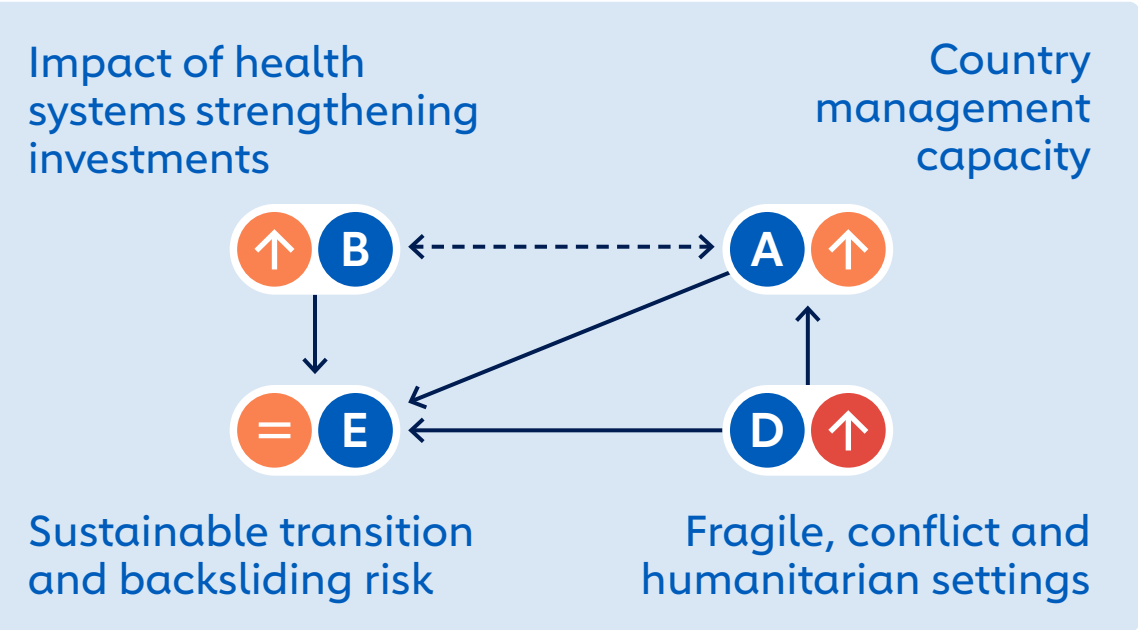 Impact of health
systems strengthening
investments
Country
management
capacity
↑ B
A ↑
= E
D ↑
Sustainable transition
and backsliding risk
Fragile, conflict and
humanitarian settings